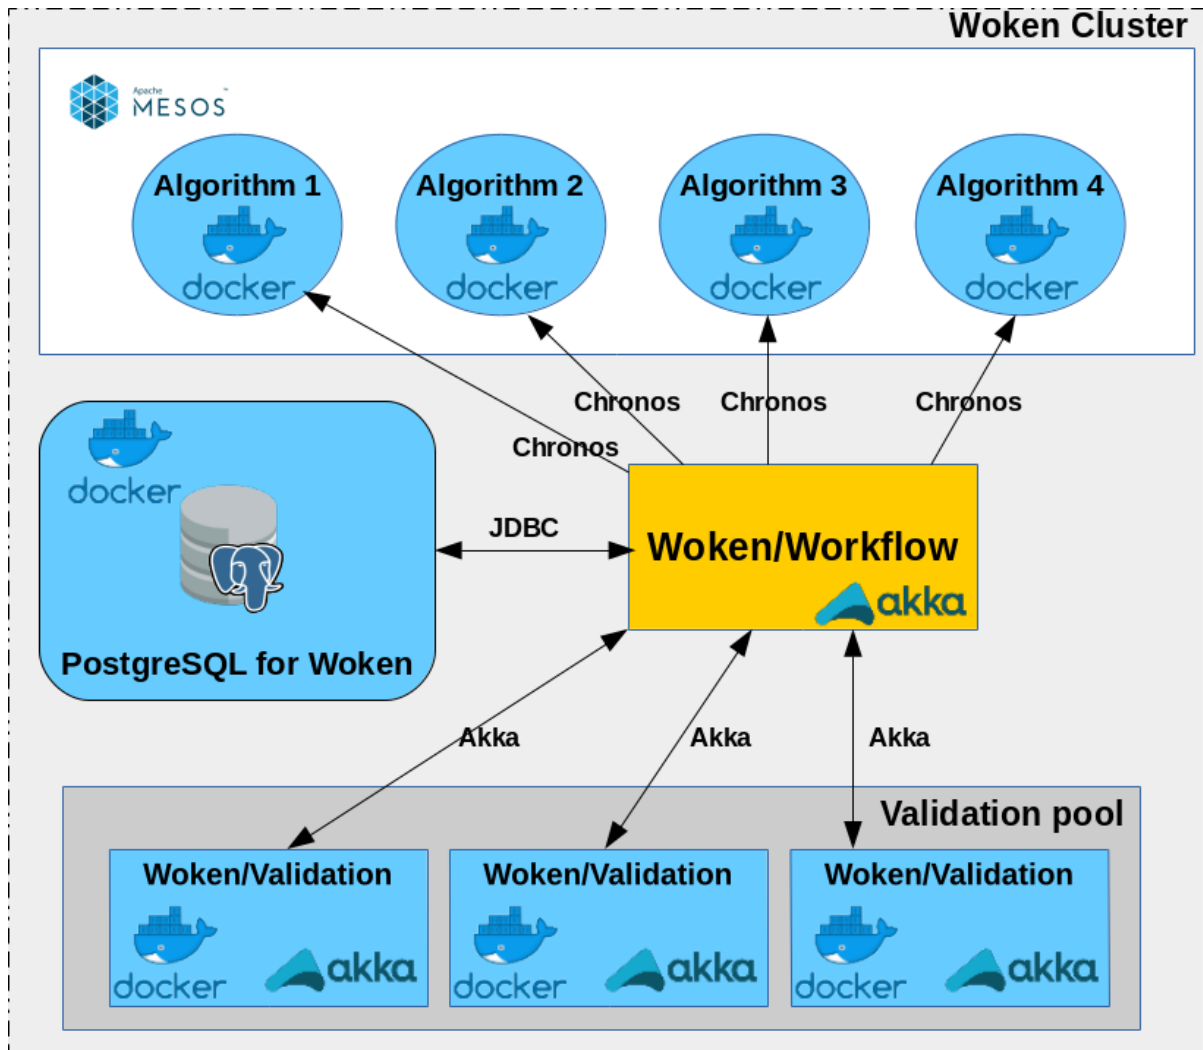 Woken Cluster
Apache
MESOS
™
Algorithm 1
docker
Algorithm 2
docker
Algorithm 3
docker
Algorithm 4
docker
Chronos
Chronos
Chronos
Chronos
docker
PostgreSQL for Woken
JDBC
Woken/Workflow
akka
Akka
Akka
Akka
Validation pool
Woken/Validation
docker
akka
Woken/Validation
docker
akka
Woken/Validation
docker
akka